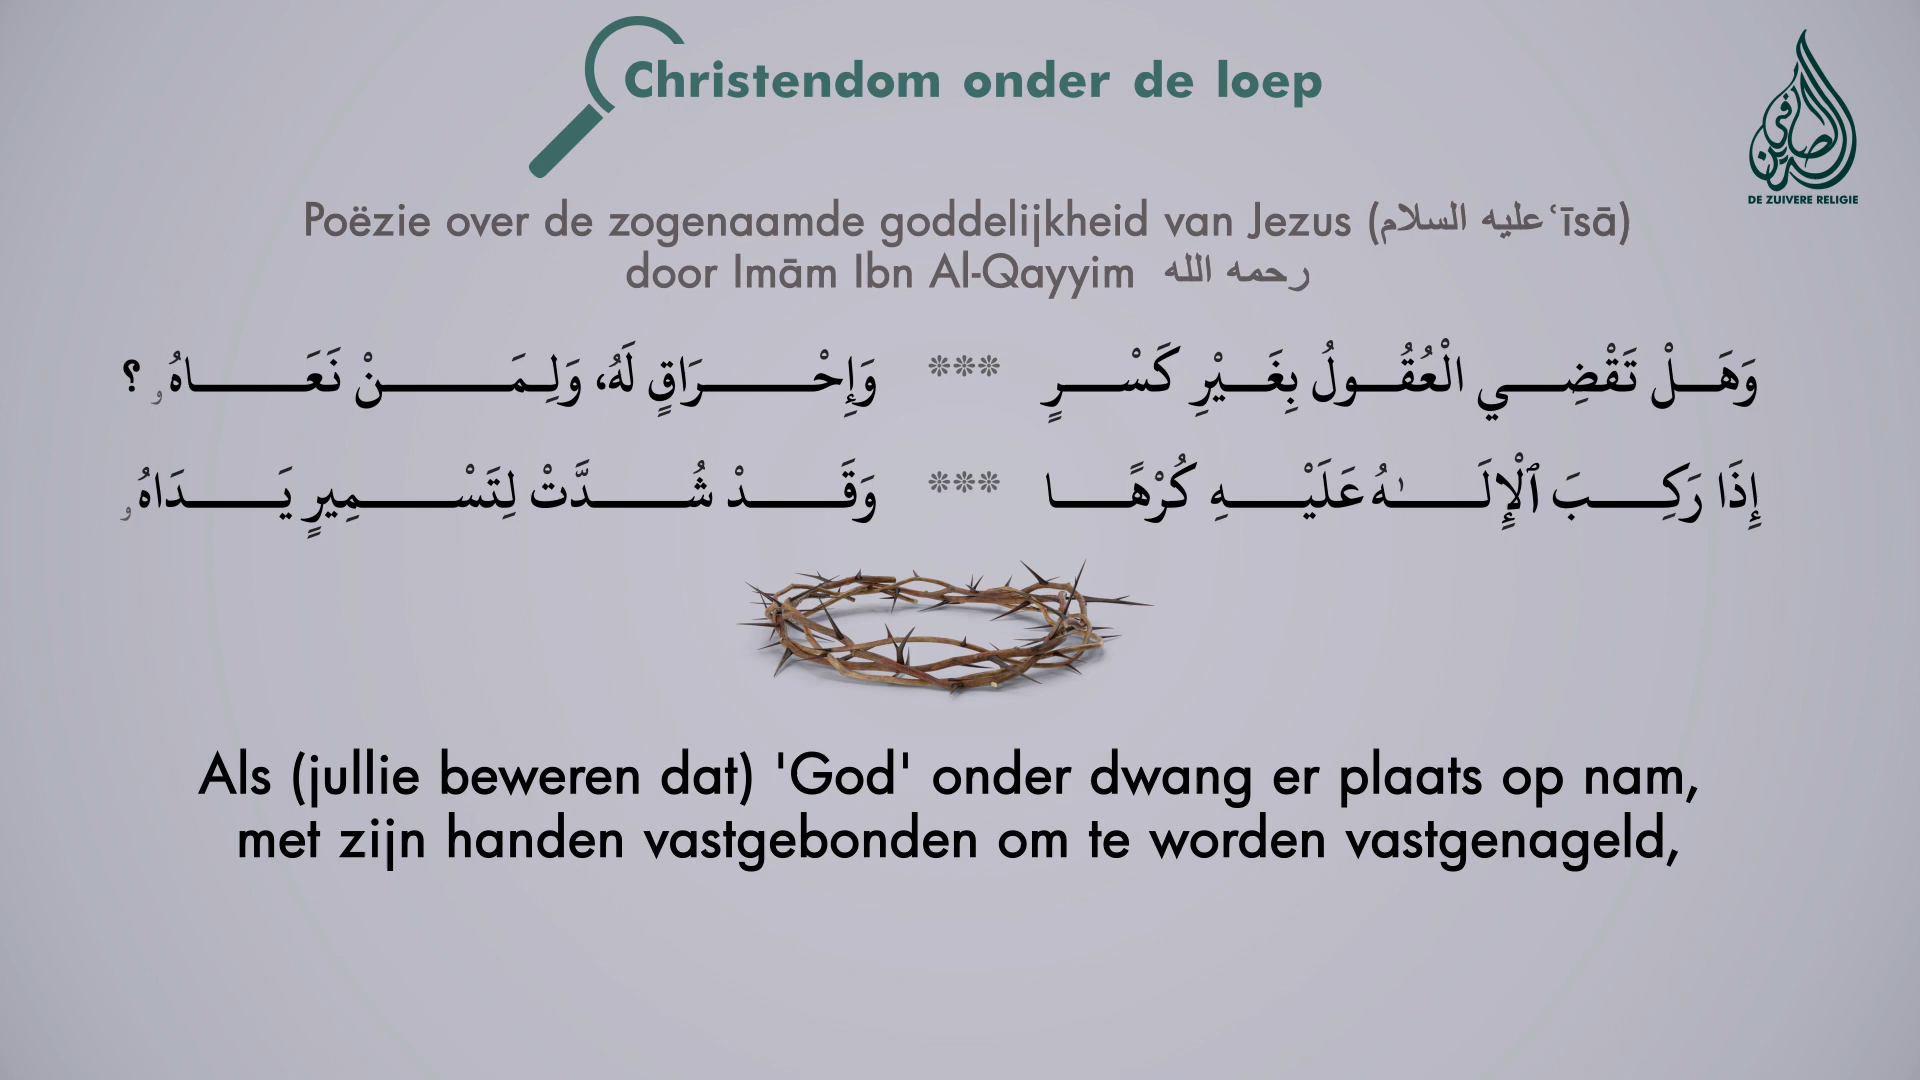 Christendom onder de loep
الصافي
الدين
DE ZUIVERE RELIGIE
Poëzie over de zogenaamde goddelijkheid van Jezus (عليه السلام ʿīsā)
door Imām Ibn Al-Qayyim رحمه الله
وَهَلْ تَقْضِي الْعُقُولُ بِغَيْرِ كَسْرٍ *** وَإِحْرَاقٍ لَهُ، وَلِمَنْ نَعَاهُۥ ؟
إِذَا رَكِبَ ٱلْإِلَٰهُ عَلَيْهِ كُرْهًا *** وَقَدْ شُدَّتْ لِتَسْمِيرٍ يَدَاهُۥ
Als (jullie beweren dat) 'God' onder dwang er plaats op nam,
met zijn handen vastgebonden om te worden vastgenageld,